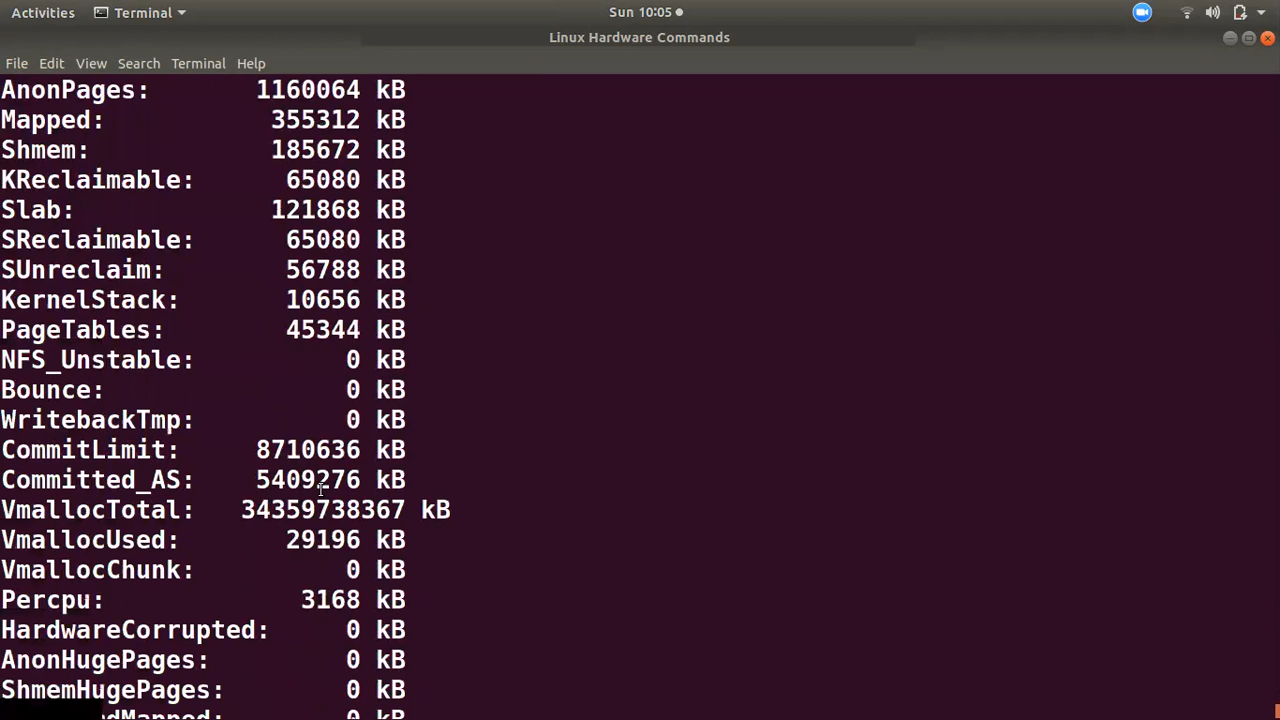 Activities Terminal Sun 10:05
Linux Hardware Commands
File Edit View Search Terminal Help
AnonPages: 1160064 kB
Mapped: 355312 kB
Shmem: 185672 kB
KReclaimable: 65080 kB
Slab: 121868 kB
SReclaimable: 65080 kB
SUnreclaim: 56788 kB
KernelStack: 10656 kB
PageTables: 45344 kB
NFS_Unstable: 0 kB
Bounce: 0 kB
WritebackTmp: 0 kB
CommitLimit: 8710636 kB
Committed_AS: 5409276 kB
VmallocTotal: 34359738367 kB
VmallocUsed: 29196 kB
VmallocChunk: 0 kB
Percpu: 3168 kB
HardwareCorrupted: 0 kB
AnonHugePages: 0 kB
ShmemHugePages: 0 kB